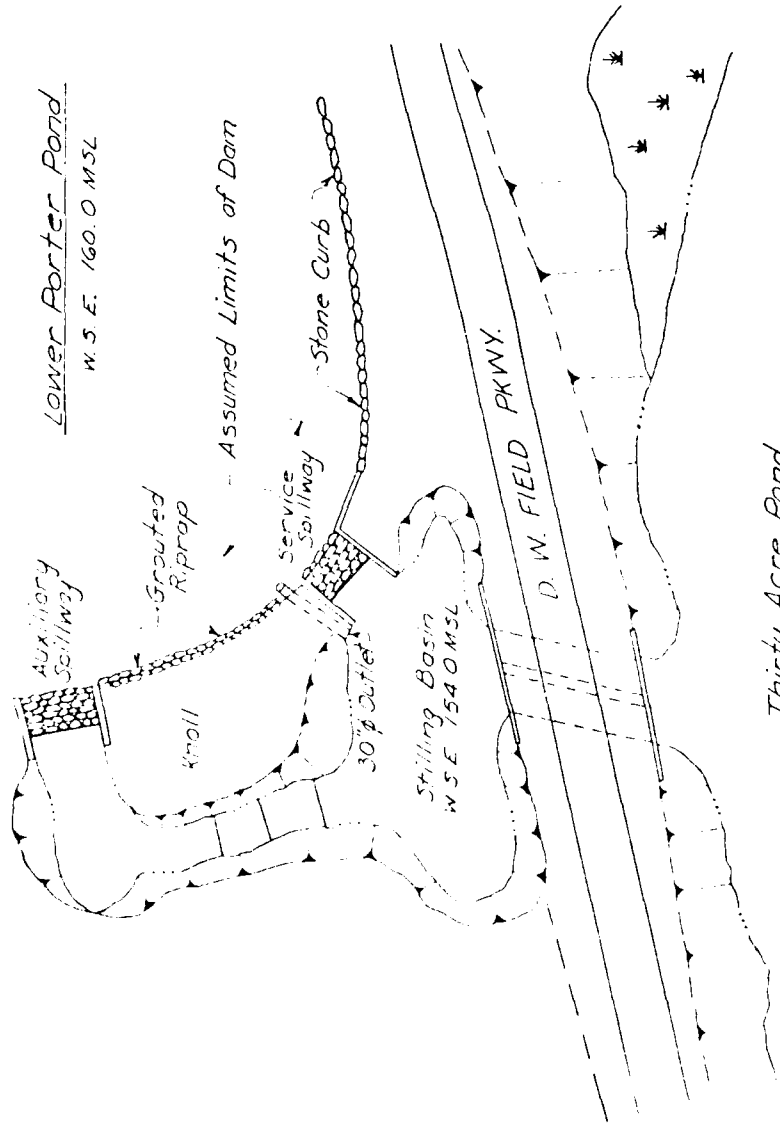 Lower Porter Pond
W.S.E. 160.0 MSL
Assumed Limits of Dam
Stone Curb
Auxiliary
Spillway
Grouted
Riprap
Service
Spillway
Knoll
30"φ Outlet
Stilling Basin
W S E 154.0 MSL
D. W. FIELD PKWY.
Thirty Acre Pond